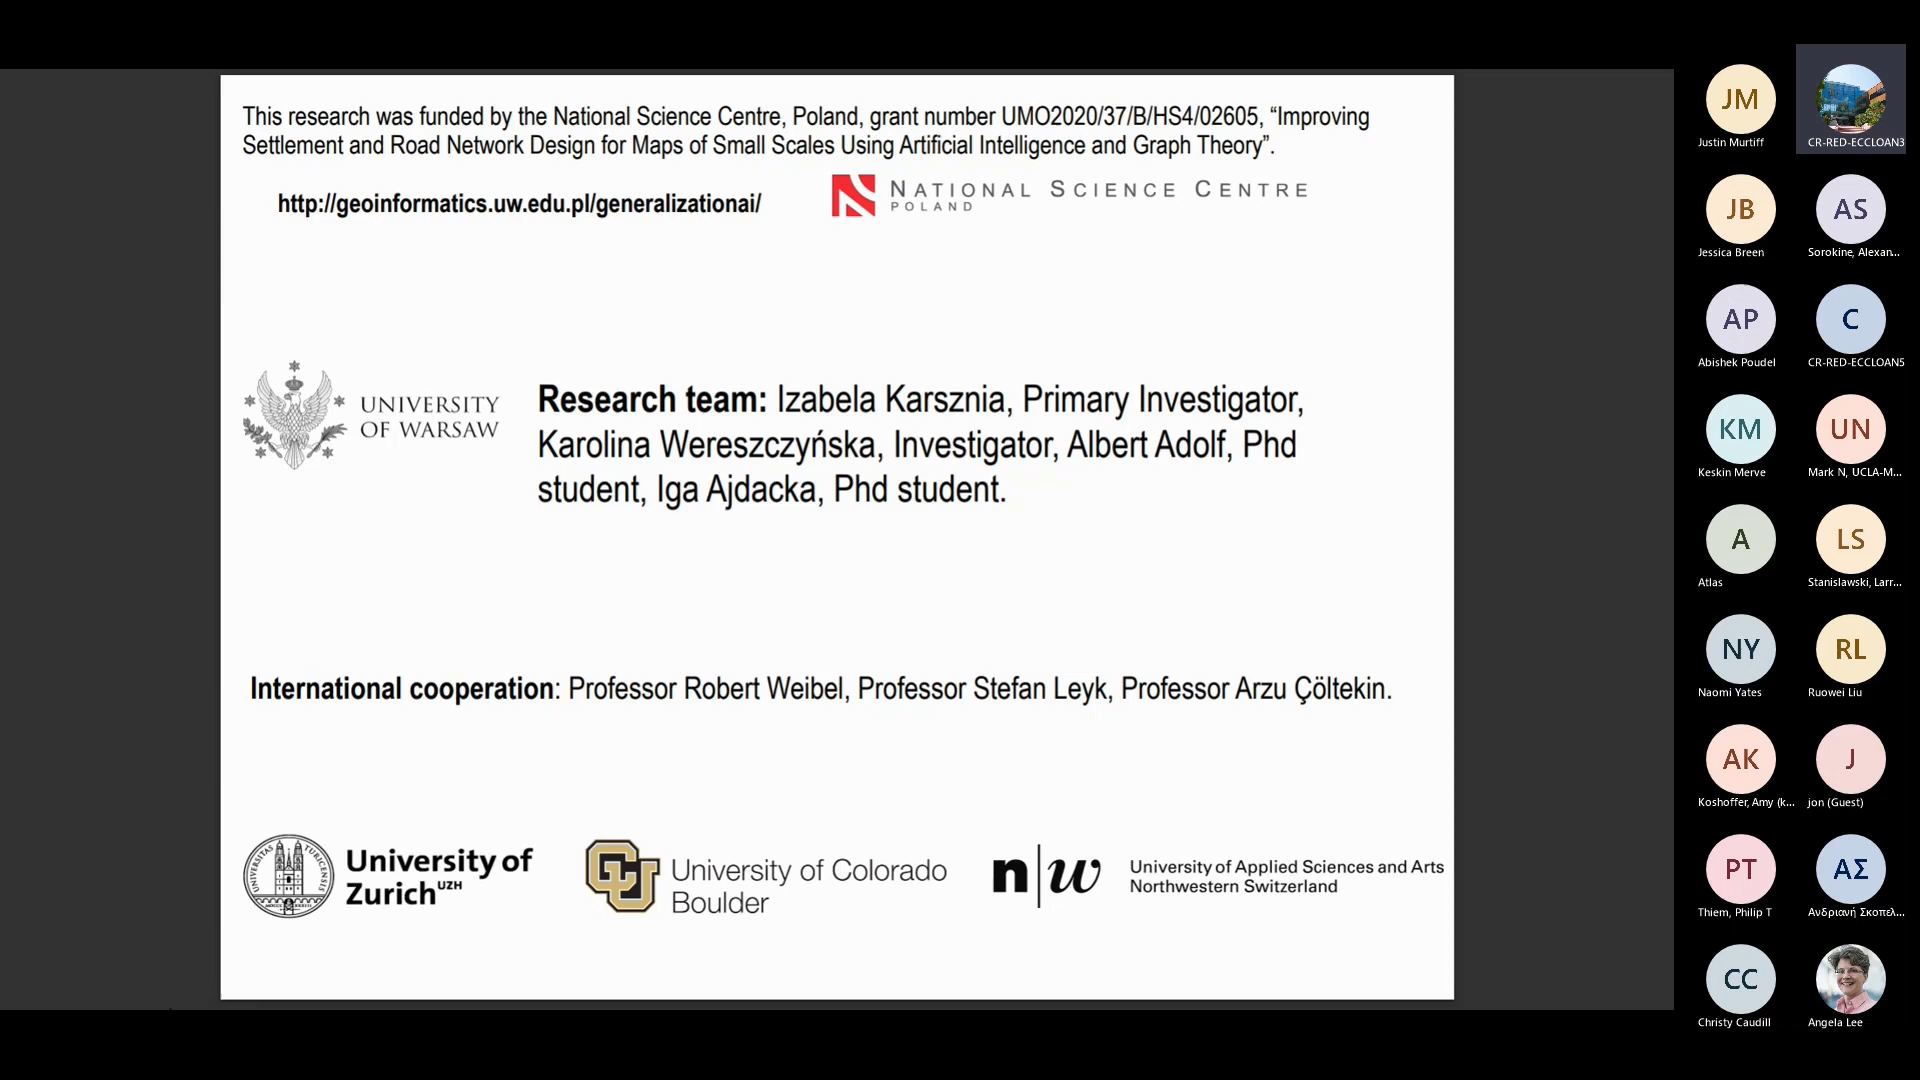 This research was funded by the National Science Centre, Poland, grant number UMO2020/37/B/HS4/02605, “Improving
Settlement and Road Network Design for Maps of Small Scales Using Artificial Intelligence and Graph Theory”.
http://geoinformatics.uw.edu.pl/generalizationai/
NATIONAL SCIENCE CENTRE
POLAND
UNIVERSITY
OF WARSAW
Research team: Izabela Karsznia, Primary Investigator,
Karolina Wereszczyńska, Investigator, Albert Adolf, Phd
student, Iga Ajdacka, Phd student.
International cooperation: Professor Robert Weibel, Professor Stefan Leyk, Professor Arzu Çöltekin.
University of
Zurich UZH
CU
University of Colorado
Boulder
n|w
University of Applied Sciences and Arts
Northwestern Switzerland
JM
Justin Murtiff
CR-RED-ECCLOAN3
JB
Jessica Breen
AS
Sorokine, Alexan...
AP
Abishek Poudel
C
CR-RED-ECCLOAN5
KM
Keskin Merve
UN
Mark N, UCLA-M...
A
Atlas
LS
Stanislawski, Larr...
NY
Naomi Yates
RL
Ruowei Liu
AK
Koshoffer, Amy (k...
J
jon (Guest)
PT
Thiem, Philip T
ΑΣ
Ανδριανή Σκοπελ...
CC
Christy Caudill
Angela Lee